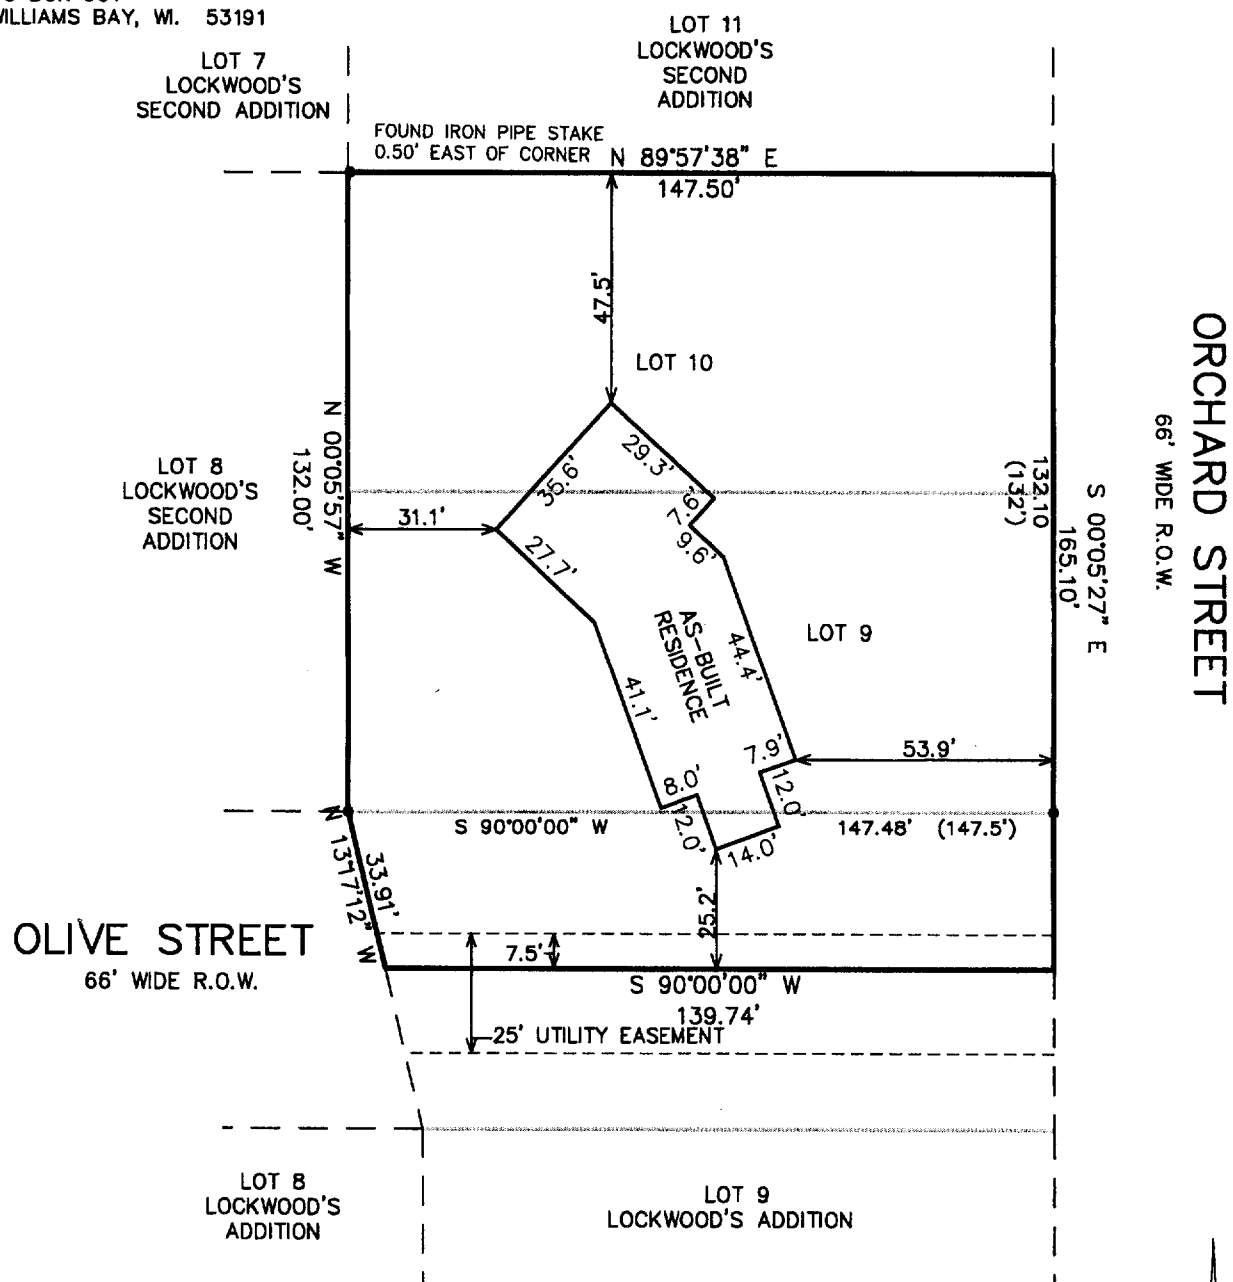 WILLIAMS BAY, WI. 53191
LOT 7
LOCKWOOD'S
SECOND ADDITION
LOT 11
LOCKWOOD'S
SECOND
ADDITION
FOUND IRON PIPE STAKE
0.50' EAST OF CORNER
N 89°57'38" E
147.50'
47.5'
LOT 10
ORCHARD STREET
66' WIDE R.O.W.
N 00°05'57" W
132.00'
LOT 8
LOCKWOOD'S
SECOND
ADDITION
31.1'
35.6'
29.3'
7.6'
9.6'
27.7'
132.10
(132')
S 00°05'27" E
165.10'
LOT 9
AS-BUILT
RESIDENCE
44.4'
41.1'
7.9'
53.9'
8.0'
12.0'
12.0'
14.0'
S 90°00'00" W
147.48' (147.5')
33.91'
N 13°17'12" W
OLIVE STREET
66' WIDE R.O.W.
25.2'
7.5'
S 90°00'00" W
139.74'
25' UTILITY EASEMENT
LOT 8
LOCKWOOD'S
ADDITION
LOT 9
LOCKWOOD'S ADDITION